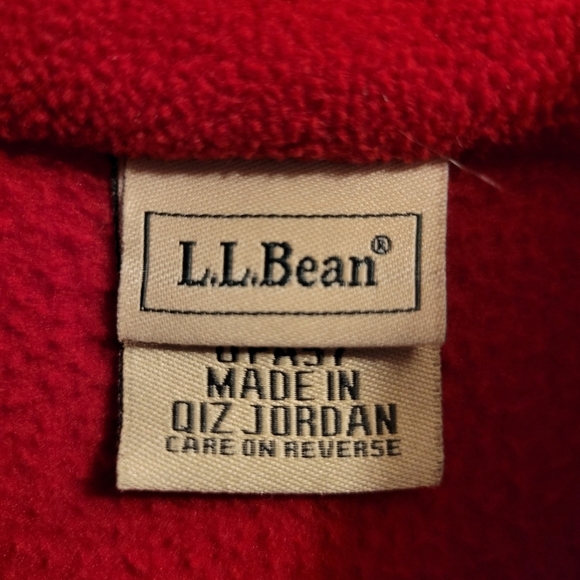 L.L.Bean®
MADE IN
QIZ JORDAN
CARE ON REVERSE